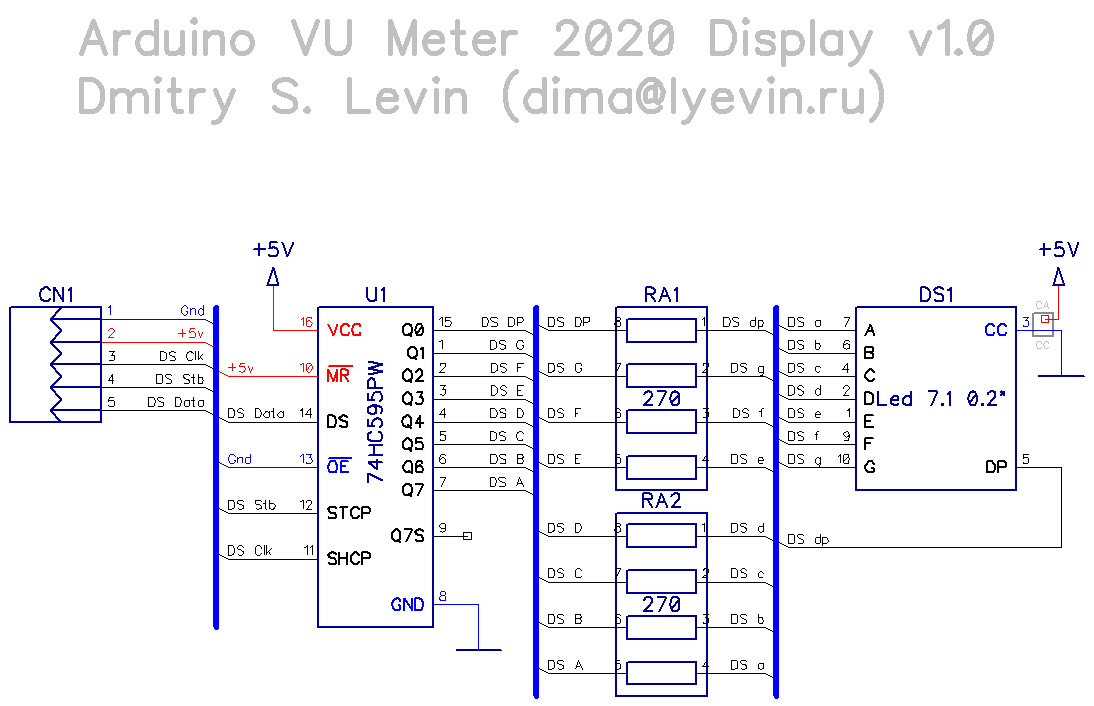 Arduino VU Meter 2020 Display v1.0
Dmitry S. Levin (dima@lyevin.ru)
+5V
+5V
CN1
U1
RA1
DS1
1 Gnd
2 +5v
3 DS Clk
4 DS Stb
5 DS Data
+5v 10 MR
DS Data 14 DS
Gnd 13 OE
DS Stb 12 STCP
DS Clk 11 SHCP
16 VCC
74HC595PW
Q0 15 DS DP
Q1 1 DS G
Q2 2 DS F
Q3 3 DS E
Q4 4 DS D
Q5 5 DS C
Q6 6 DS B
Q7 7 DS A
Q7S 9
GND 8
DS DP 8 1 DS dp
DS G 7 2 DS g
270
DS F 6 3 DS f
DS E 5 4 DS e
RA2
DS D 8 1 DS d
DS C 7 2 DS c
270
DS B 6 3 DS b
DS A 5 4 DS a
DS a 7 A
DS b 6 B
DS c 4 C
DS d 2 D
DS e 1 E
DS f 9 F
DS g 10 G
Led 7.1 0.2"
CC 3
CA
CC
DP 5
DS dp